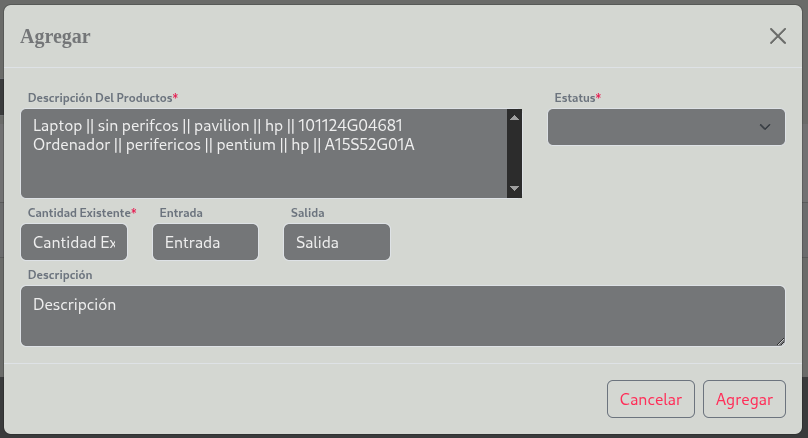 Agregar
Descripción Del Productos*
Estatus*
Laptop || sin perifcos || pavilion || hp || 101124G04681
Ordenador || perifericos || pentium || hp || A15S52G01A
Cantidad Existente* Entrada Salida
Cantidad Ex Entrada Salida
Descripción
Descripción
Cancelar Agregar